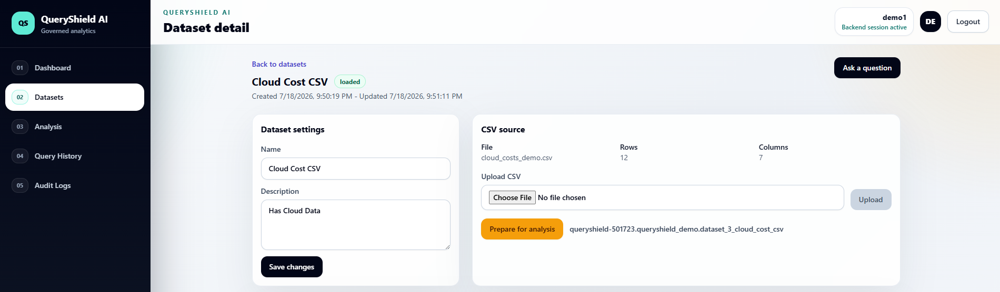 QS
QueryShield AI
Governed analytics
01 Dashboard
02 Datasets
03 Analysis
04 Query History
05 Audit Logs
QUERYSHIELD AI
Dataset detail
demo1
Backend session active
DE
Logout
Back to datasets
Ask a question
Cloud Cost CSV loaded
Created 7/18/2026, 9:50:19 PM - Updated 7/18/2026, 9:51:11 PM
Dataset settings
Name
Cloud Cost CSV
Description
Has Cloud Data
Save changes
CSV source
File Rows Columns
cloud_costs_demo.csv 12 7
Upload CSV
Choose File No file chosen
Upload
Prepare for analysis queryshield-501723.queryshield_demo.dataset_3_cloud_cost_csv